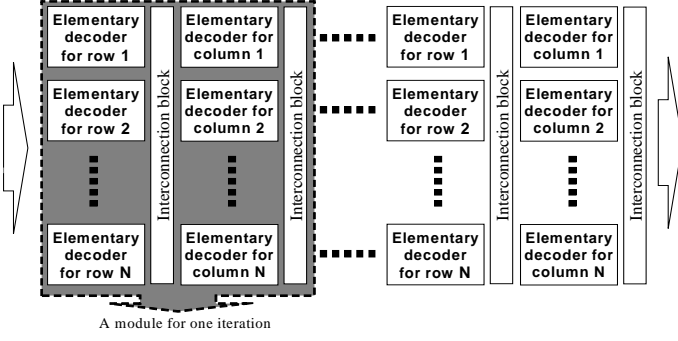 Elementary
decoder
for row 1
Elementary
decoder for
column 1
Elementary
decoder
for row 2
Elementary
decoder for
column 2
Elementary
decoder
for row N
Elementary
decoder for
column N
Interconnection block
Interconnection block
Elementary
decoder
for row 1
Elementary
decoder for
column 1
Elementary
decoder
for row 2
Elementary
decoder for
column 2
Elementary
decoder
for row N
Elementary
decoder for
column N
Interconnection block
Interconnection block
A module for one iteration